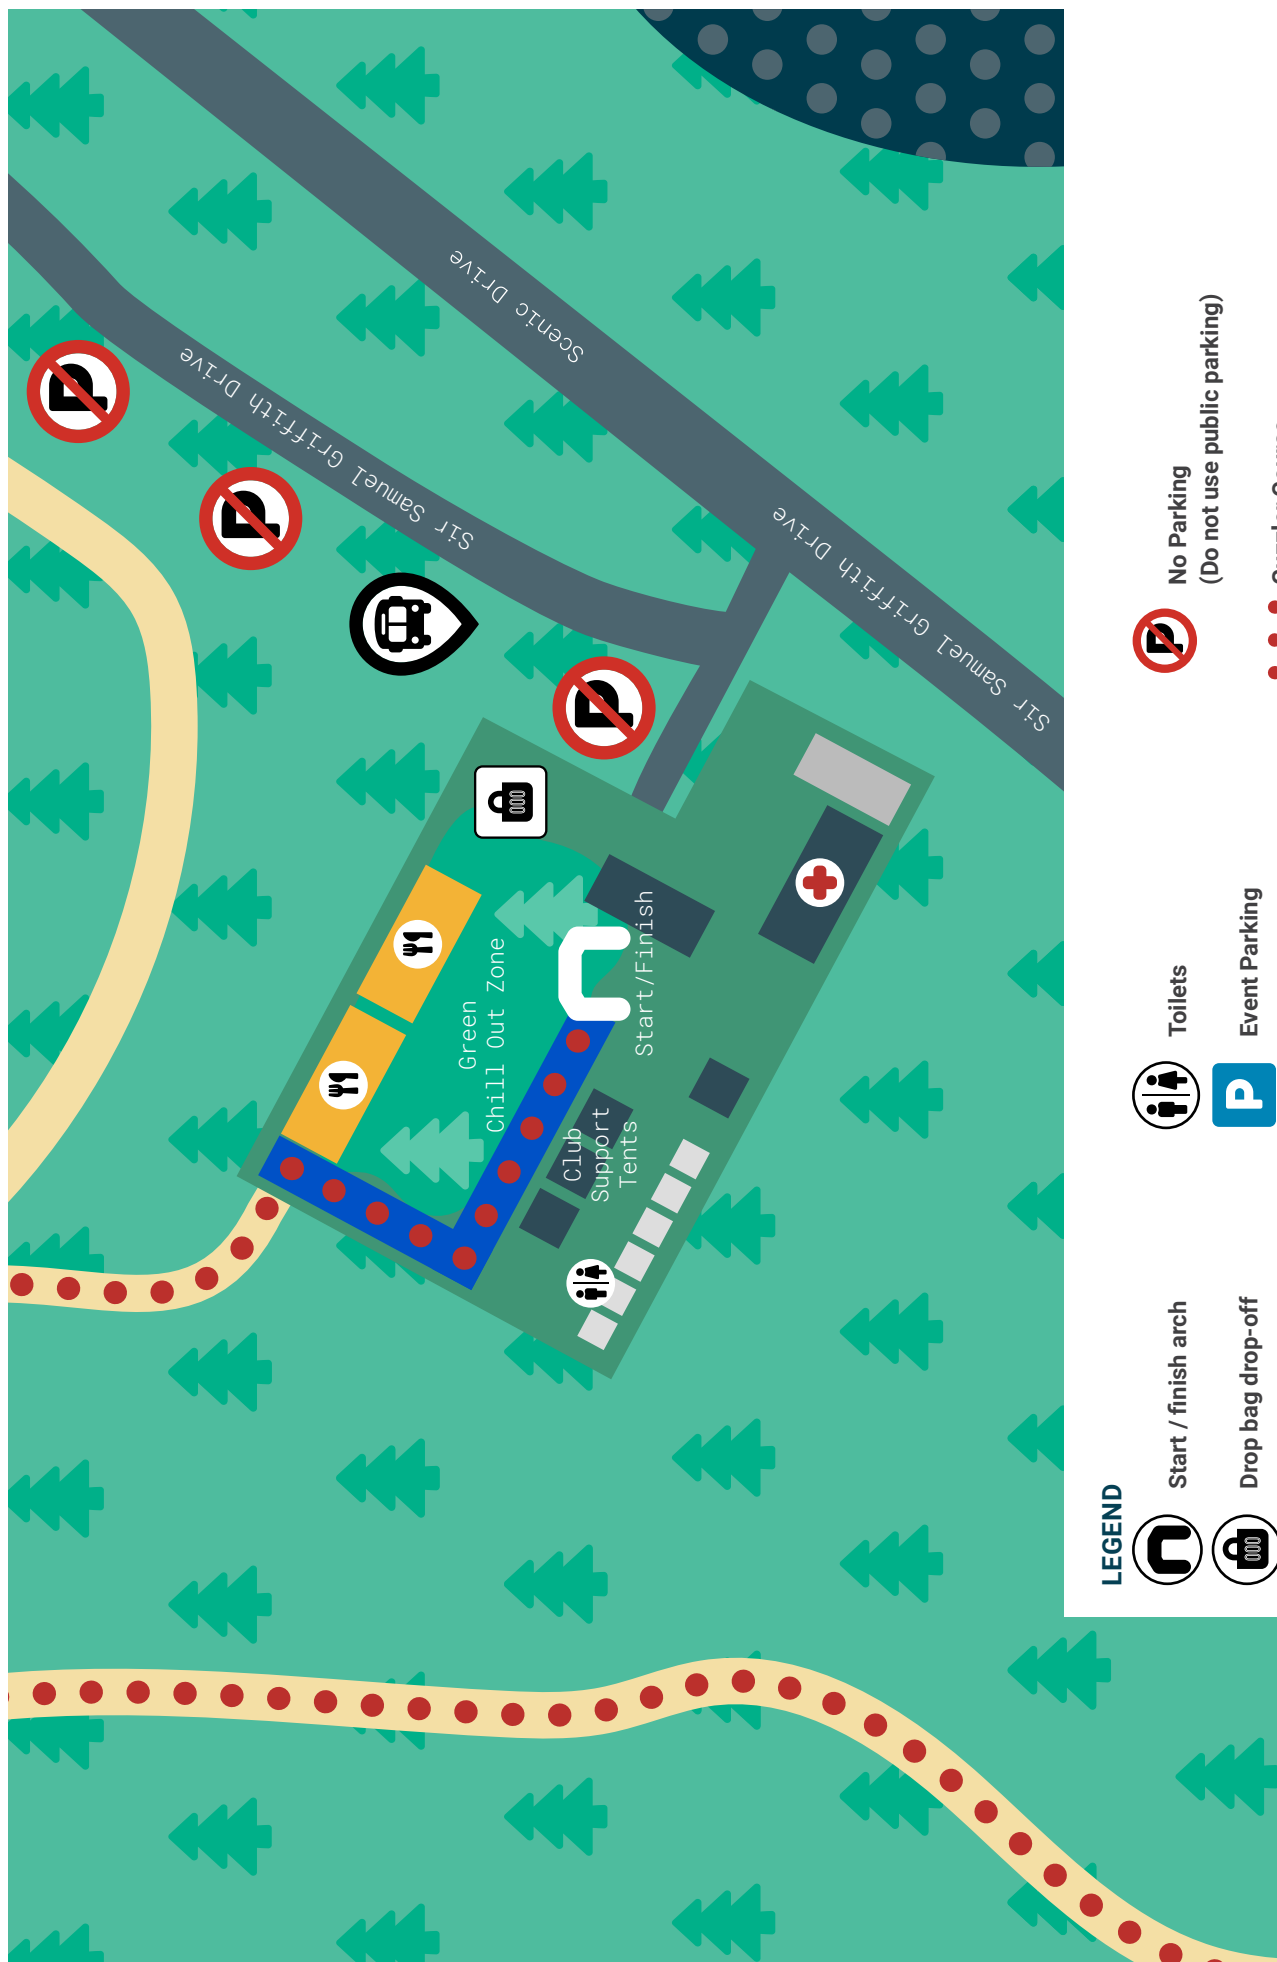 Scenic Drive
Sir Samuel Griffith Drive
Sir Samuel Griffith Drive
Green
Chill Out Zone
Start/Finish
Club
Support
Tents
LEGEND
Start / finish arch
Drop bag drop-off
Toilets
Event Parking
P
No Parking
(Do not use public parking)